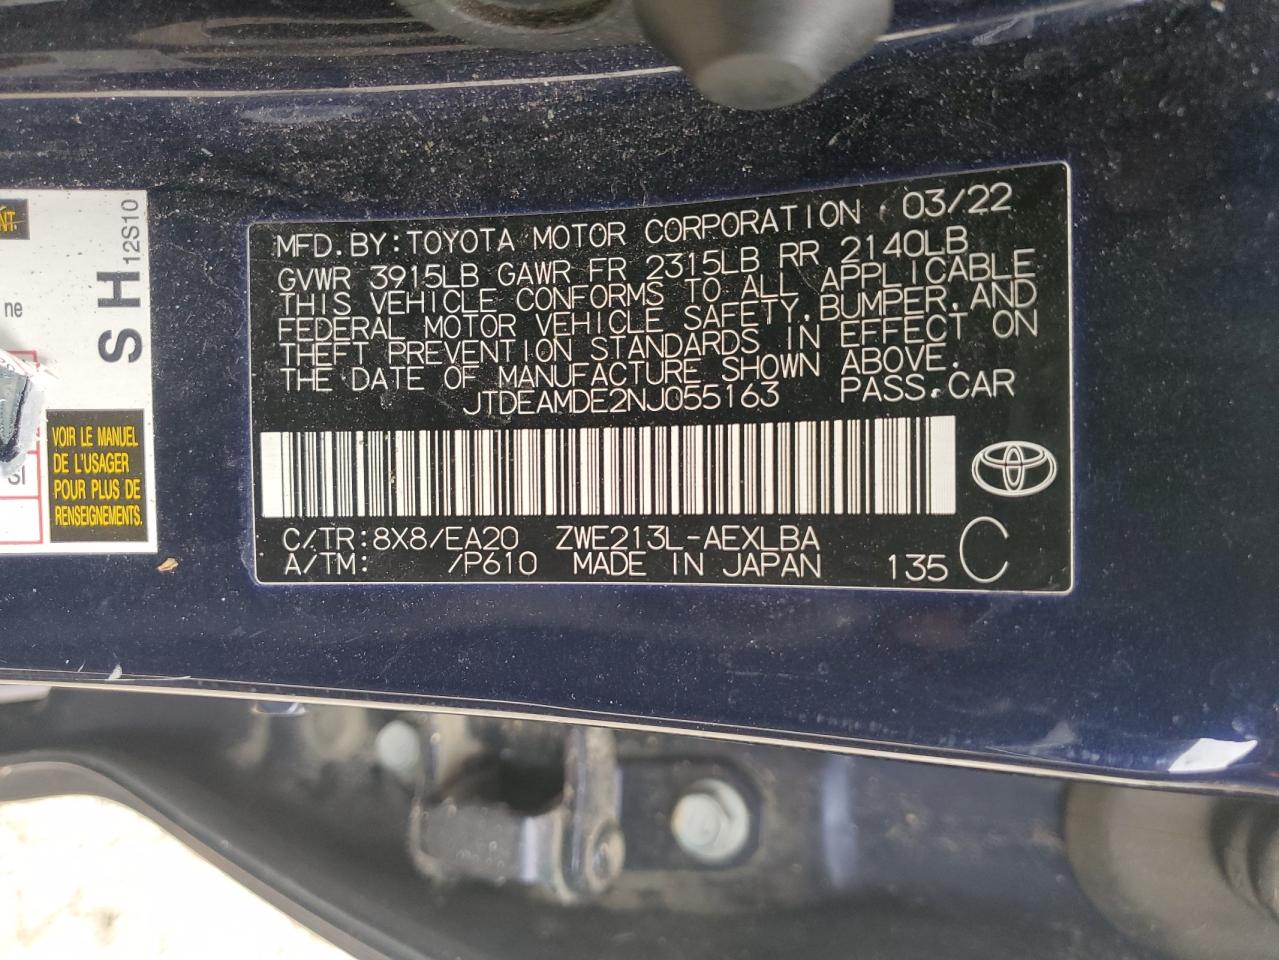 MFD.BY:TOYOTA MOTOR CORPORATION 03/22
GVWR 3915LB GAWR FR 2315LB RR 2140LB
THIS VEHICLE CONFORMS TO ALL APPLICABLE
FEDERAL MOTOR VEHICLE SAFETY,BUMPER,AND
THEFT PREVENTION STANDARDS IN EFFECT ON
THE DATE OF MANUFACTURE SHOWN ABOVE.
JTDEAMDE2NJ055163 PASS.CAR
C/TR:8X8/EA20 ZWE213L-AEXLBA
A/TM: /P610 MADE IN JAPAN 135 C
SH
12S10
ne
VOIR LE MANUEL
DE L'USAGER
POUR PLUS DE
RENSEIGNEMENTS.
SI